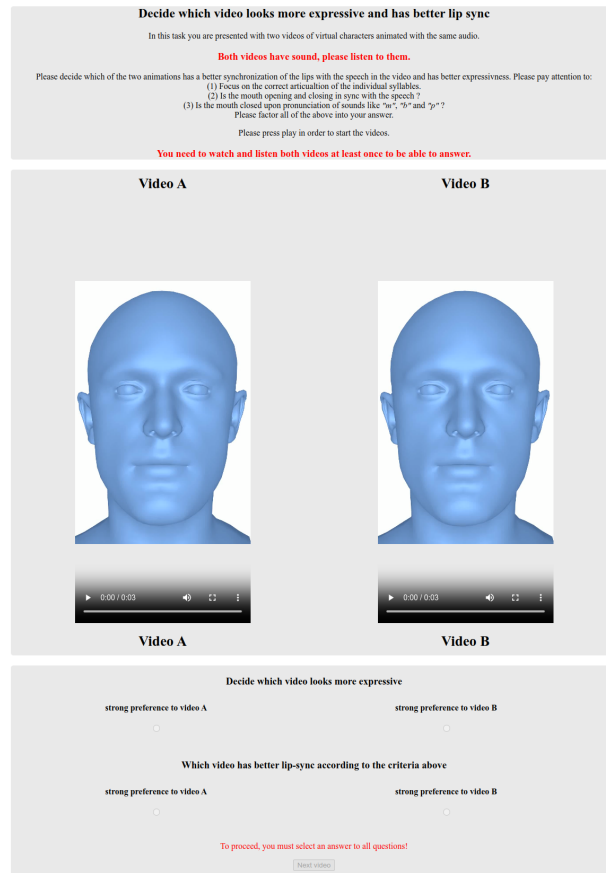 Decide which video looks more expressive and has better lip sync
In this task you are presented with two videos of virtual characters animated with the same audio.
Both videos have sound, please listen to them.
Please decide which of the two animations has a better synchronization of the lips with the speech in the video and has better expressiveness. Please pay attention to:
(1) Focus on the correct articualtion of the individual syllables.
(2) Is the mouth opening and closing in sync with the speech ?
(3) Is the mouth closed upon pronunciation of sounds like "m", "b" and "p" ?
Please factor all of the above into your answer.
Please press play in order to start the videos.
You need to watch and listen both videos at least once to be able to answer.
Video A Video B
0:00 / 0:03 0:00 / 0:03
Video A Video B
Decide which video looks more expressive
strong preference to video A strong preference to video B
Which video has better lip-sync according to the criteria above
strong preference to video A strong preference to video B
To proceed, you must select an answer to all questions!
Next video